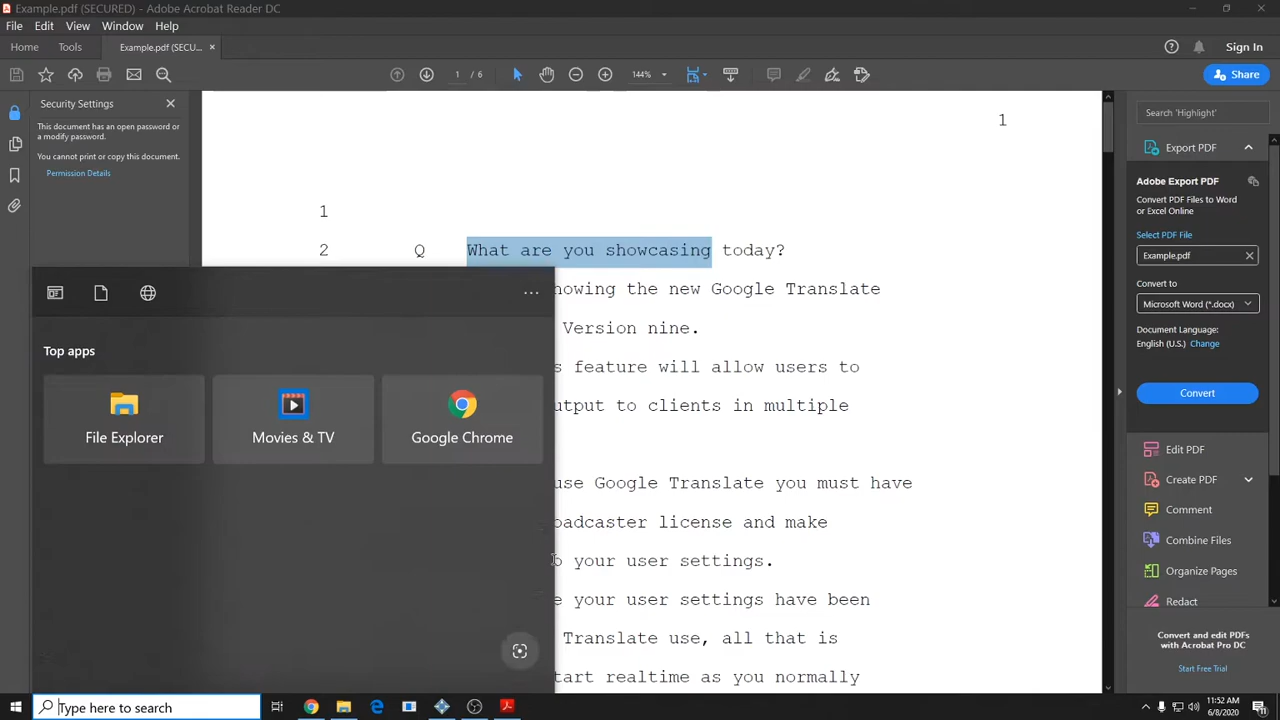 Example.pdf (SECURED) - Adobe Acrobat Reader DC
File Edit View Window Help
Home Tools Example.pdf (SECU... × Sign In
1 / 6 144% Share
Security Settings
This document has an open password or
a modify password.
You cannot print or copy this document.
Permission Details
1
1
2 Q What are you showcasing today?
howing the new Google Translate
Version nine.
s feature will allow users to
utput to clients in multiple
use Google Translate you must have
oadcaster license and make
o your user settings.
e your user settings have been
Translate use, all that is
tart realtime as you normally
Top apps
File Explorer
Movies & TV
Google Chrome
Type here to search
Search 'Highlight'
Export PDF
Adobe Export PDF
Convert PDF Files to Word
or Excel Online
Select PDF File
Example.pdf
Convert to
Microsoft Word (*.docx)
Document Language:
English (U.S.) Change
Convert
Edit PDF
Create PDF
Comment
Combine Files
Organize Pages
Redact
Convert and edit PDFs
with Acrobat Pro DC
Start Free Trial
11:52 AM
6/8/2020